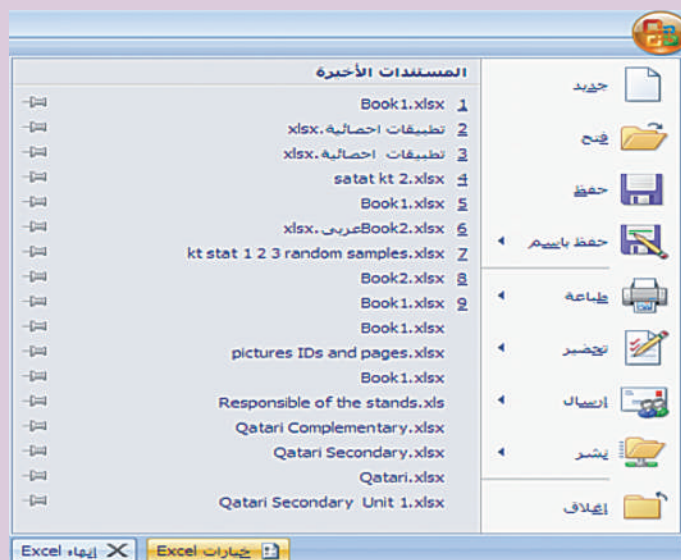 جديد
فتح
حفظ
حفظ باسم
طباعة
تحضير
إرسال
نشر
إغلاق
المستندات الأخيرة
1 Book1.xlsx
2 تطبيقات احصائية.xlsx
3 تطبيقات احصائية.xlsx
4 satat kt 2.xlsx
5 Book1.xlsx
6 Book2عربي.xlsx
7 kt stat 1 2 3 random samples.xlsx
8 Book2.xlsx
9 Book1.xlsx
Book1.xlsx
pictures IDs and pages.xlsx
Book1.xlsx
Responsible of the stands.xls
Qatari Complementary.xlsx
Qatari Secondary.xlsx
Qatari.xlsx
Qatari Secondary Unit 1.xlsx
خيارات Excel
إنهاء Excel